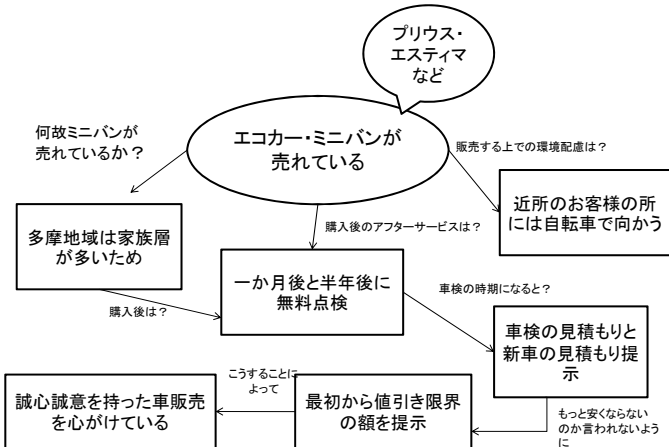 プリウス・
エスティマ
など
何故ミニバンが
売れているか？
エコカー・ミニバンが
売れている
販売する上での環境配慮は？
近所のお客様の所
には自転車で向かう
多摩地域は家族層
が多いため
購入後のアフターサービスは？
一か月後と半年後に
無料点検
購入後は？
車検の時期になると？
車検の見積もりと
新車の見積もり提
示
もっと安くならない
のか言われないよう
に
最初から値引き限界
の額を提示
こうすることに
よって
誠心誠意を持った車販売
を心がけている